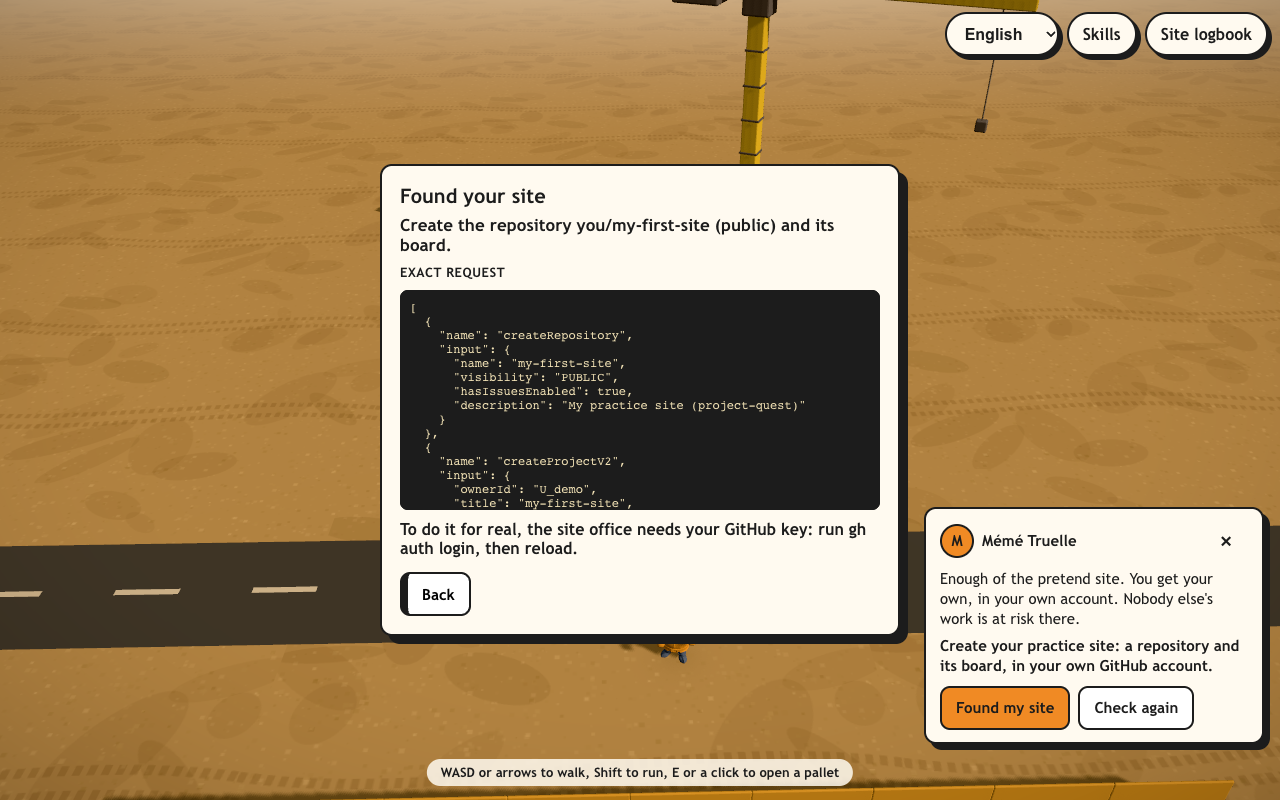 English
Skills
Site logbook
Found your site
Create the repository you/my-first-site (public) and its
board.
EXACT REQUEST
[
  {
    "name": "createRepository",
    "input": {
      "name": "my-first-site",
      "visibility": "PUBLIC",
      "hasIssuesEnabled": true,
      "description": "My practice site (project-quest)"
    }
  },
  {
    "name": "createProjectV2",
    "input": {
      "ownerId": "U_demo",
      "title": "my-first-site",
To do it for real, the site office needs your GitHub key: run gh
auth login, then reload.
Back
M
Mémé Truelle
×
Enough of the pretend site. You get your
own, in your own account. Nobody else's
work is at risk there.
Create your practice site: a repository and
its board, in your own GitHub account.
Found my site
Check again
WASD or arrows to walk, Shift to run, E or a click to open a pallet